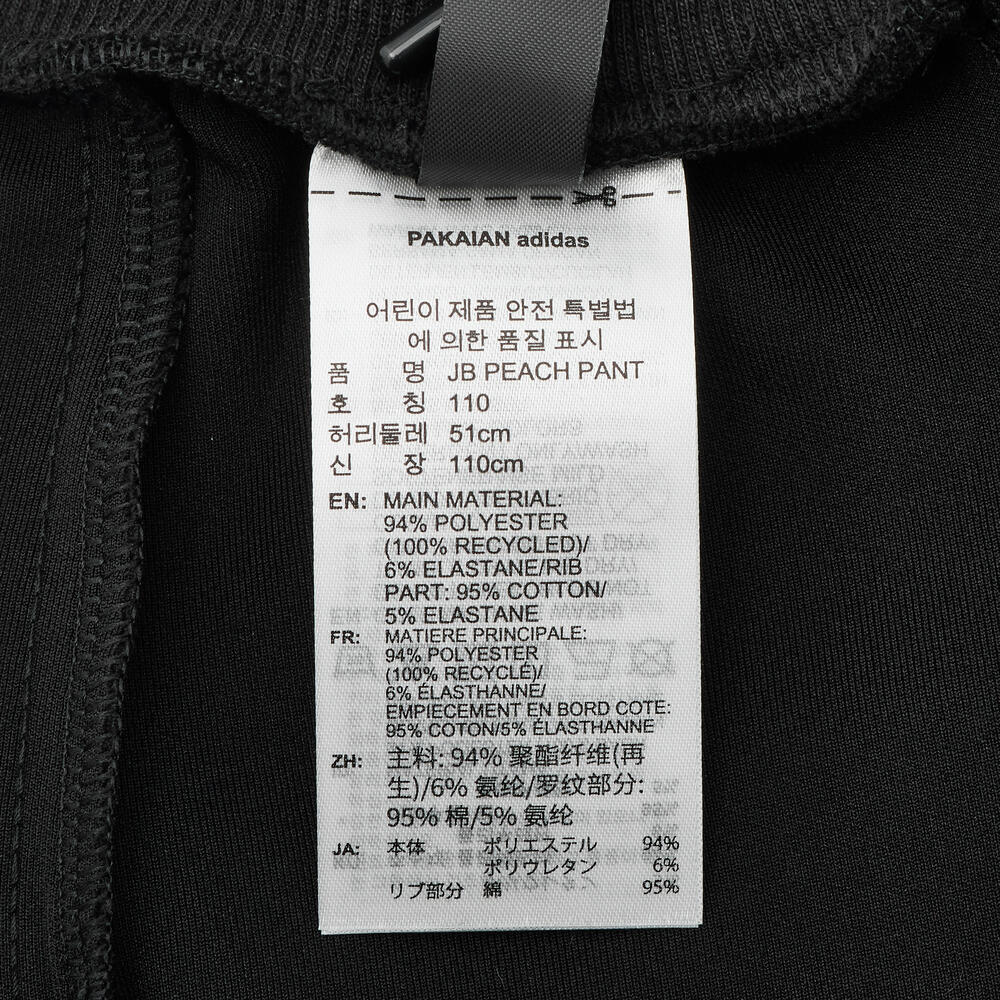 PAKAIAN adidas
어린이 제품 안전 특별법
에 의한 품질 표시
품 명 JB PEACH PANT
호 칭 110
허리둘레 51cm
신 장 110cm
EN: MAIN MATERIAL:
94% POLYESTER
(100% RECYCLED)/
6% ELASTANE/RIB
PART: 95% COTTON/
5% ELASTANE
FR: MATIERE PRINCIPALE:
94% POLYESTER
(100% RECYCLÉ)/
6% ÉLASTHANNE/
EMPIECEMENT EN BORD COTE:
95% COTON/5% ÉLASTHANNE
ZH: 主料: 94% 聚酯纤维(再
生)/6% 氨纶/罗纹部分:
95% 棉/5% 氨纶
JA: 本体 ポリエステル 94%
ポリウレタン 6%
リブ部分 綿 95%